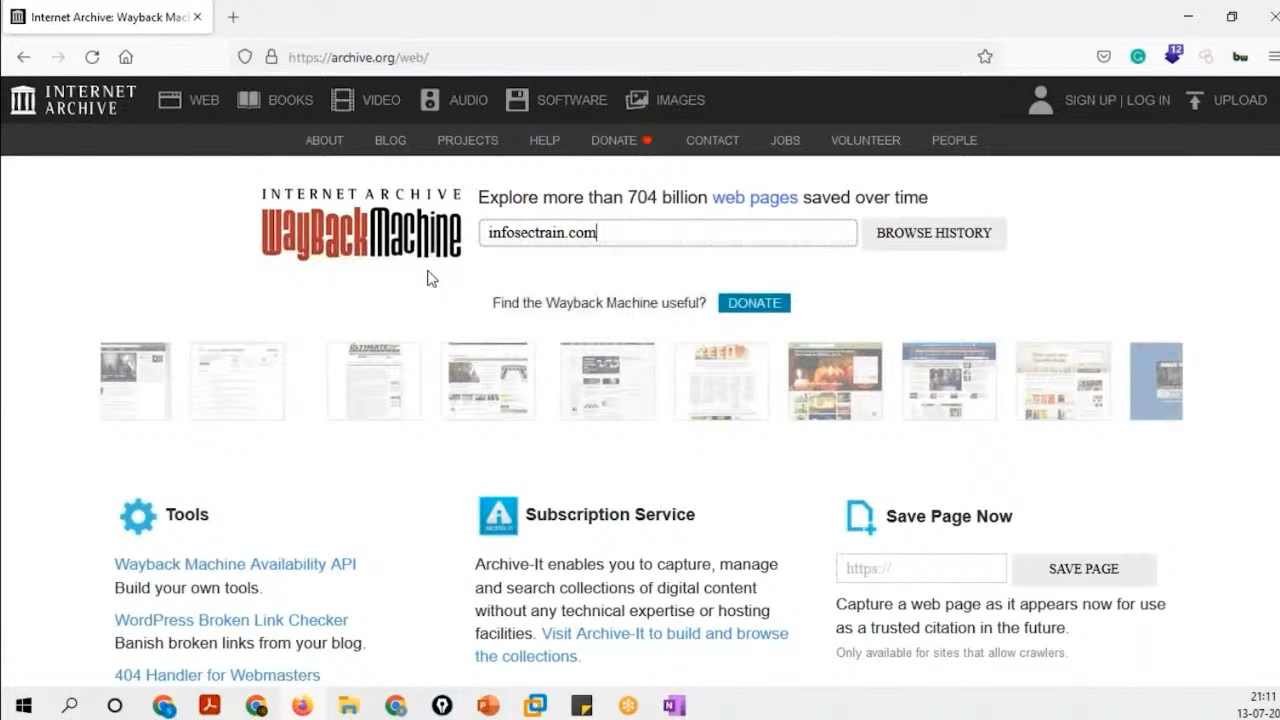 Internet Archive: Wayback Mac
https://archive.org/web/
12
bw
INTERNET ARCHIVE
WEB BOOKS VIDEO AUDIO SOFTWARE IMAGES SIGN UP | LOG IN UPLOAD
ABOUT BLOG PROJECTS HELP DONATE CONTACT JOBS VOLUNTEER PEOPLE
INTERNET ARCHIVE
WayBackMachine
Explore more than 704 billion web pages saved over time
infosectrain.com
BROWSE HISTORY
Find the Wayback Machine useful? DONATE
Tools
Wayback Machine Availability API
Build your own tools.
WordPress Broken Link Checker
Banish broken links from your blog.
404 Handler for Webmasters
Subscription Service
Archive-It enables you to capture, manage
and search collections of digital content
without any technical expertise or hosting
facilities. Visit Archive-It to build and browse
the collections.
Save Page Now
https://
SAVE PAGE
Capture a web page as it appears now for use
as a trusted citation in the future.
Only available for sites that allow crawlers.
21:11
13-07-20